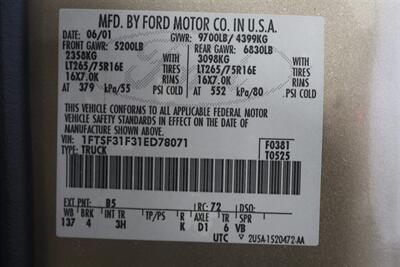 MFD. BY FORD MOTOR CO. IN U.S.A.
DATE: 06/01 GVWR: 9700LB/ 4399KG
FRONT GAWR: 5200LB REAR GAWR: 6830LB
2358KG WITH 3098KG WITH
LT265/75R16E TIRES LT265/75R16E TIRES
16X7.0K RIMS 16X7.0K RIMS
AT 379 kPa/55 PSI COLD AT 552 kPa/80 PSI COLD
THIS VEHICLE CONFORMS TO ALL APPLICABLE FEDERAL MOTOR
VEHICLE SAFETY STANDARDS IN EFFECT ON THE DATE OF
MANUFACTURE SHOWN ABOVE.
VIN: 1FTSF31F31ED78071 F0381
TYPE: TRUCK T0525
EXT. PNT: B5 RC: 72 DSO:
WB BRK INT TR TP/PS R AXLE TR SPR
137 4 3H K D1 6 VB
UTC ▽ 2U5A-1520472-AA